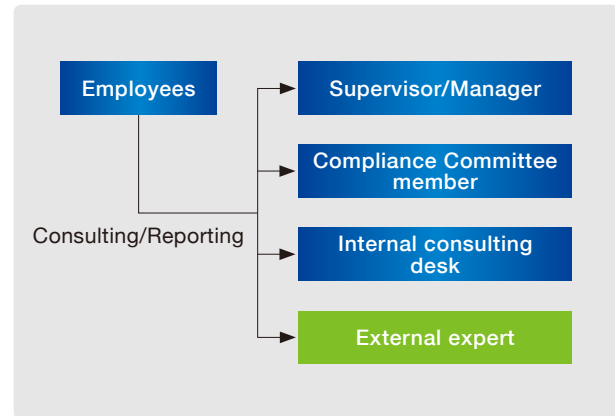 Employees
Supervisor/Manager
Compliance Committee
member
Consulting/Reporting
Internal consulting
desk
External expert